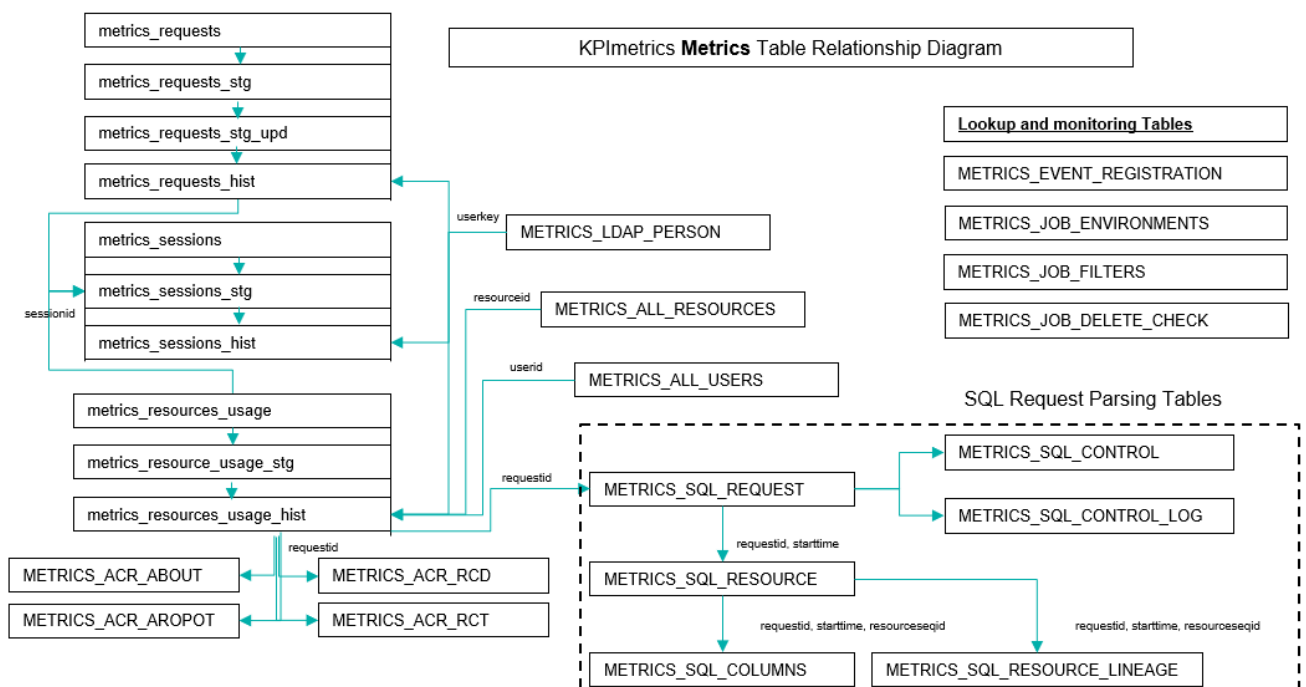 metrics_requests
KPImetrics Metrics Table Relationship Diagram
metrics_requests_stg
metrics_requests_stg_upd
metrics_requests_hist
Lookup and monitoring Tables
METRICS_EVENT_REGISTRATION
METRICS_JOB_ENVIRONMENTS
METRICS_JOB_FILTERS
METRICS_JOB_DELETE_CHECK
userkey
METRICS_LDAP_PERSON
metrics_sessions
metrics_sessions_stg
sessionid
metrics_sessions_hist
resourceid
METRICS_ALL_RESOURCES
userid
METRICS_ALL_USERS
metrics_resources_usage
metrics_resource_usage_stg
metrics_resources_usage_hist
requestid
METRICS_ACR_ABOUT
METRICS_ACR_RCD
METRICS_ACR_AROPOT
METRICS_ACR_RCT
SQL Request Parsing Tables
requestid
METRICS_SQL_REQUEST
METRICS_SQL_CONTROL
METRICS_SQL_CONTROL_LOG
requestid, starttime
METRICS_SQL_RESOURCE
requestid, starttime, resourceseqid
requestid, starttime, resourceseqid
METRICS_SQL_COLUMNS
METRICS_SQL_RESOURCE_LINEAGE